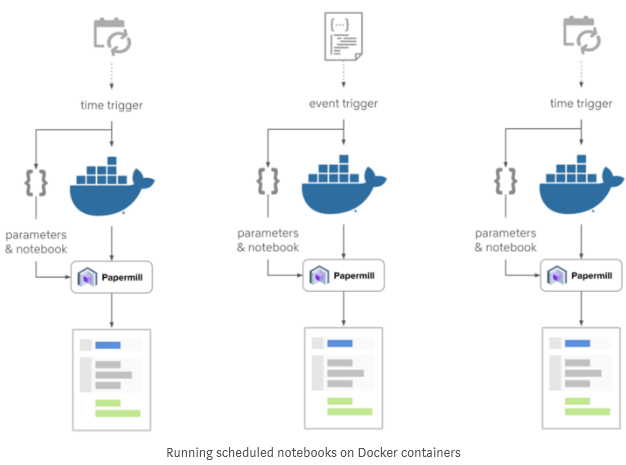 {...}
time trigger
event trigger
time trigger
{ }
{ }
{ }
parameters
& notebook
parameters
& notebook
parameters
& notebook
Papermill
Papermill
Papermill
Running scheduled notebooks on Docker containers